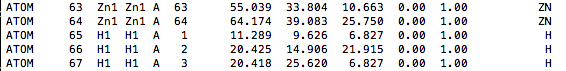 ATOM     63  Zn1  Zn1 A  63      55.039  33.804  10.663  0.00  1.00          ZN
ATOM     64  Zn1  Zn1 A  64      64.174  39.083  25.750  0.00  1.00          ZN
ATOM     65  H1   H1  A   1      11.289   9.626   6.827  0.00  1.00           H
ATOM     66  H1   H1  A   2      20.425  14.906  21.915  0.00  1.00           H
ATOM     67  H1   H1  A   3      20.418  25.620   6.827  0.00  1.00           H